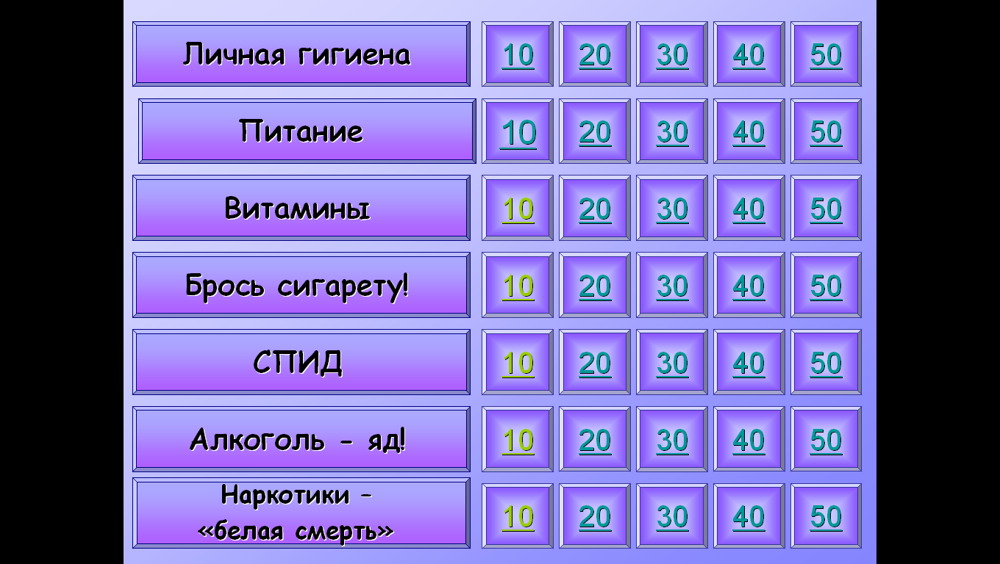 Личная гигиена 10 20 30 40 50
Питание 10 20 30 40 50
Витамины 10 20 30 40 50
Брось сигарету! 10 20 30 40 50
СПИД 10 20 30 40 50
Алкоголь - яд! 10 20 30 40 50
Наркотики –
«белая смерть» 10 20 30 40 50